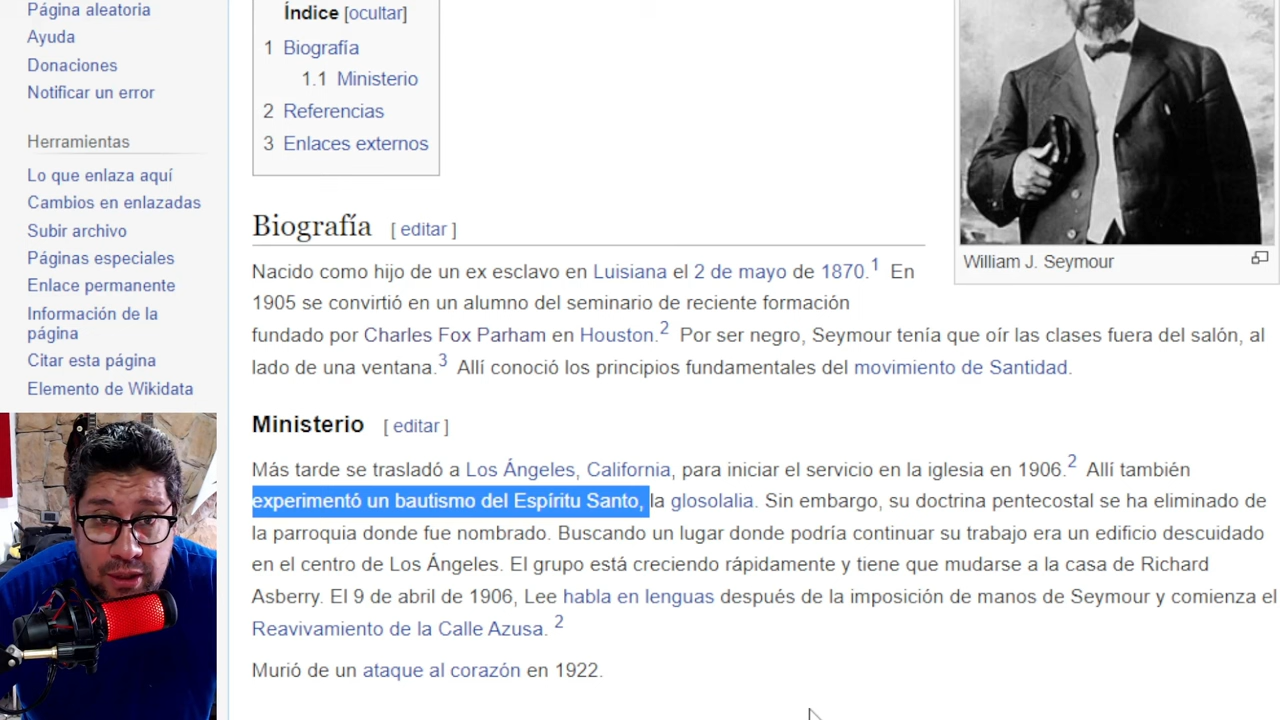 Página aleatoria
Ayuda
Donaciones
Notificar un error
Herramientas
Lo que enlaza aquí
Cambios en enlazadas
Subir archivo
Páginas especiales
Enlace permanente
Información de la
página
Citar esta página
Elemento de Wikidata
Índice [ocultar]
1 Biografía
1.1 Ministerio
2 Referencias
3 Enlaces externos
William J. Seymour
Biografía [ editar ]
Nacido como hijo de un ex esclavo en Luisiana el 2 de mayo de 1870.1 En
1905 se convirtió en un alumno del seminario de reciente formación
fundado por Charles Fox Parham en Houston.2 Por ser negro, Seymour tenía que oír las clases fuera del salón, al
lado de una ventana.3 Allí conoció los principios fundamentales del movimiento de Santidad.
Ministerio [ editar ]
Más tarde se trasladó a Los Ángeles, California, para iniciar el servicio en la iglesia en 1906.2 Allí también
experimentó un bautismo del Espíritu Santo, la glosolalia. Sin embargo, su doctrina pentecostal se ha eliminado de
la parroquia donde fue nombrado. Buscando un lugar donde podría continuar su trabajo era un edificio descuidado
en el centro de Los Ángeles. El grupo está creciendo rápidamente y tiene que mudarse a la casa de Richard
Asberry. El 9 de abril de 1906, Lee habla en lenguas después de la imposición de manos de Seymour y comienza el
Reavivamiento de la Calle Azusa. 2
Murió de un ataque al corazón en 1922.